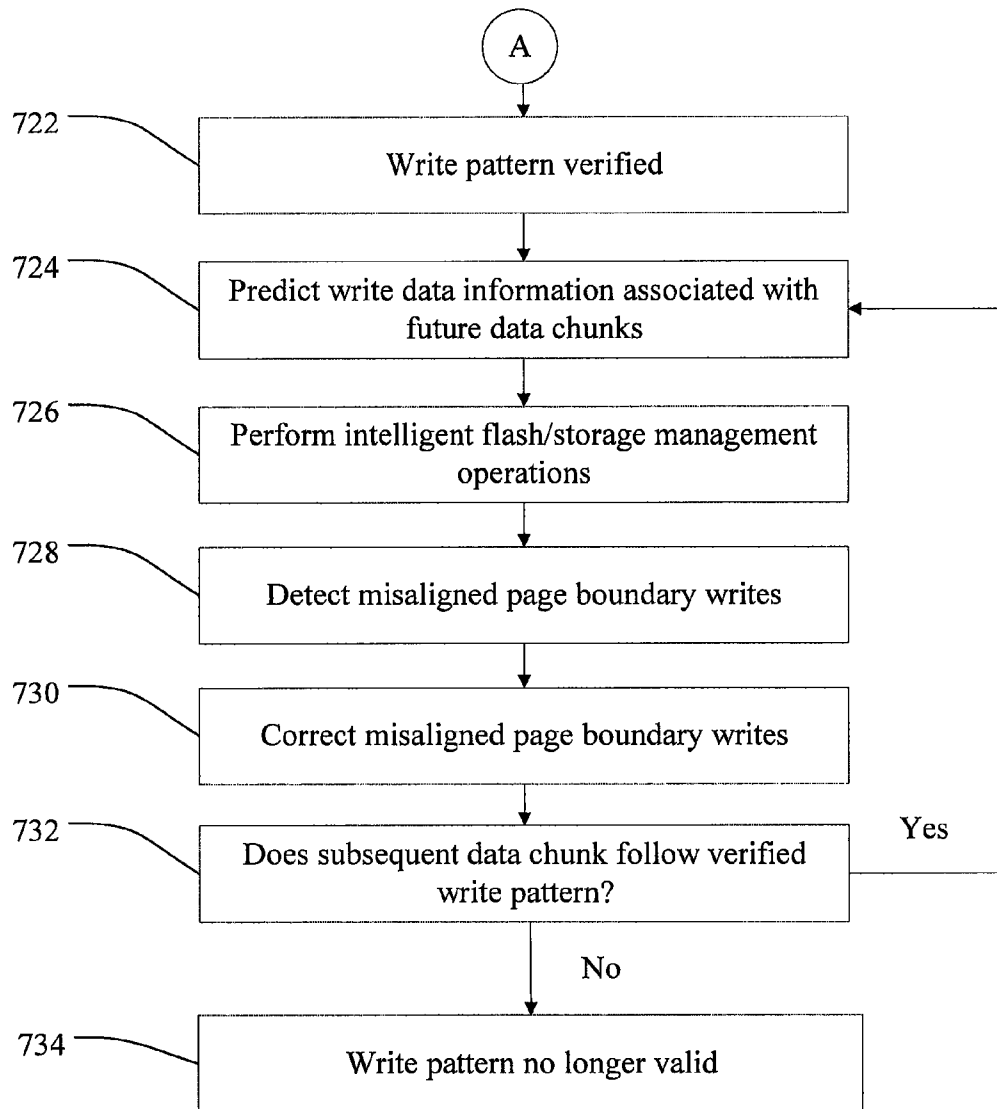 A
722
Write pattern verified
724
Predict write data information associated with
future data chunks
726
Perform intelligent flash/storage management
operations
728
Detect misaligned page boundary writes
730
Correct misaligned page boundary writes
732
Does subsequent data chunk follow verified
write pattern?
Yes
No
734
Write pattern no longer valid